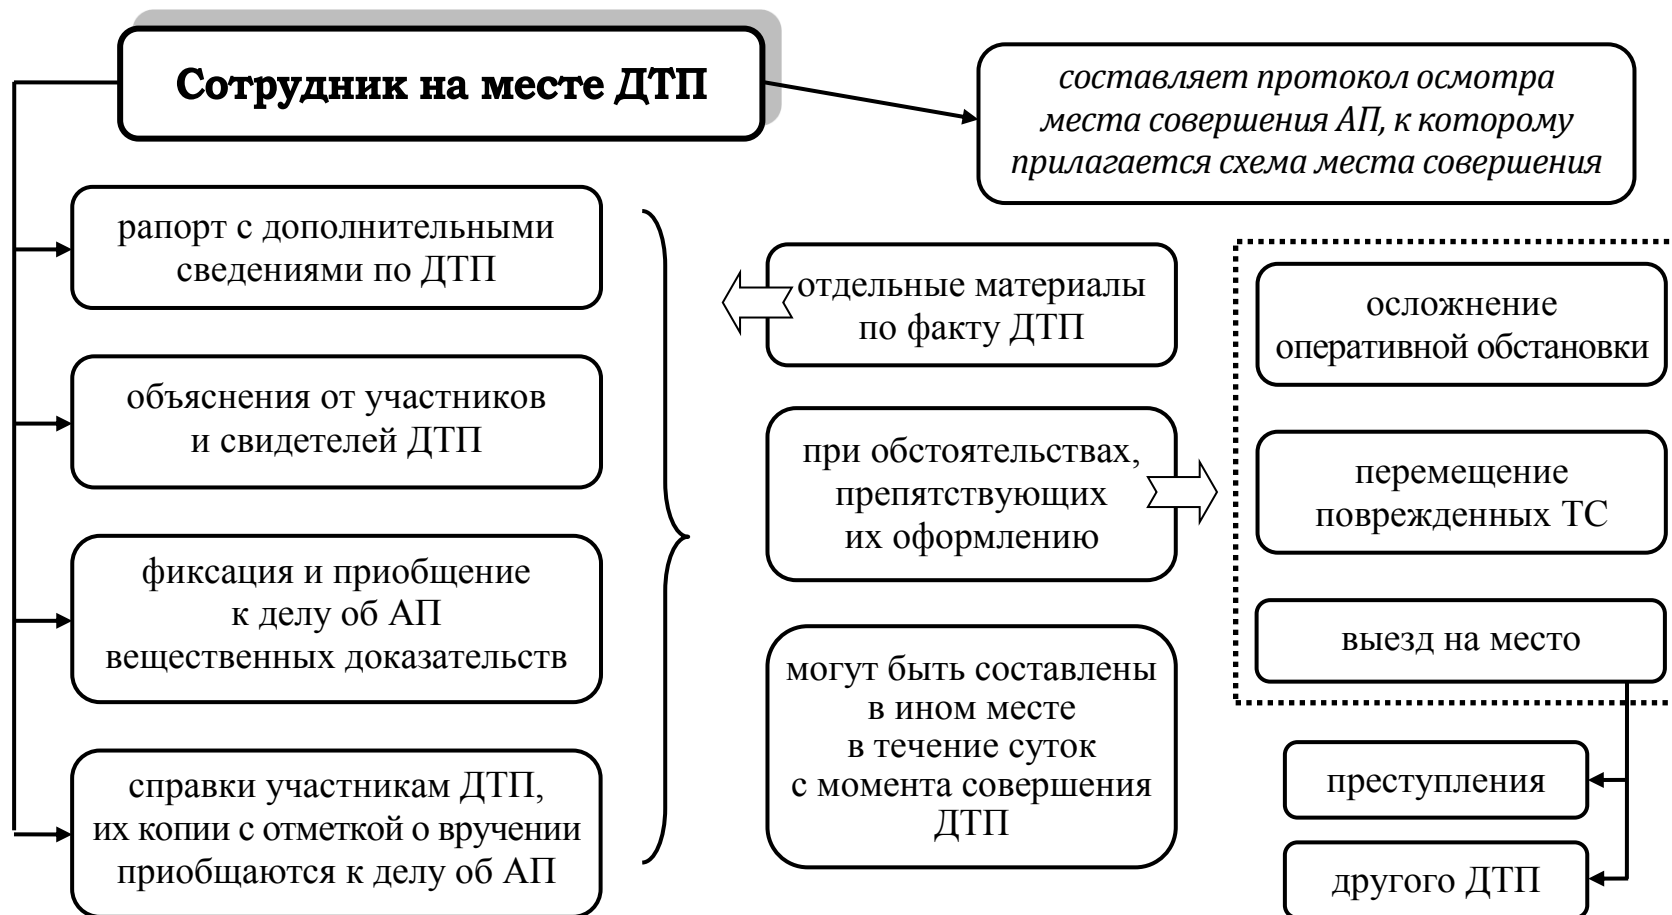 Сотрудник на месте ДТП
составляет протокол осмотра
места совершения АП, к которому
прилагается схема места совершения
рапорт с дополнительными
сведениями по ДТП
объяснения от участников
и свидетелей ДТП
фиксация и приобщение
к делу об АП
вещественных доказательств
справки участникам ДТП,
их копии с отметкой о вручении
приобщаются к делу об АП
отдельные материалы
по факту ДТП
при обстоятельствах,
препятствующих
их оформлению
могут быть составлены
в ином месте
в течение суток
с момента совершения
ДТП
осложнение
оперативной обстановки
перемещение
поврежденных ТС
выезд на место
преступления
другого ДТП